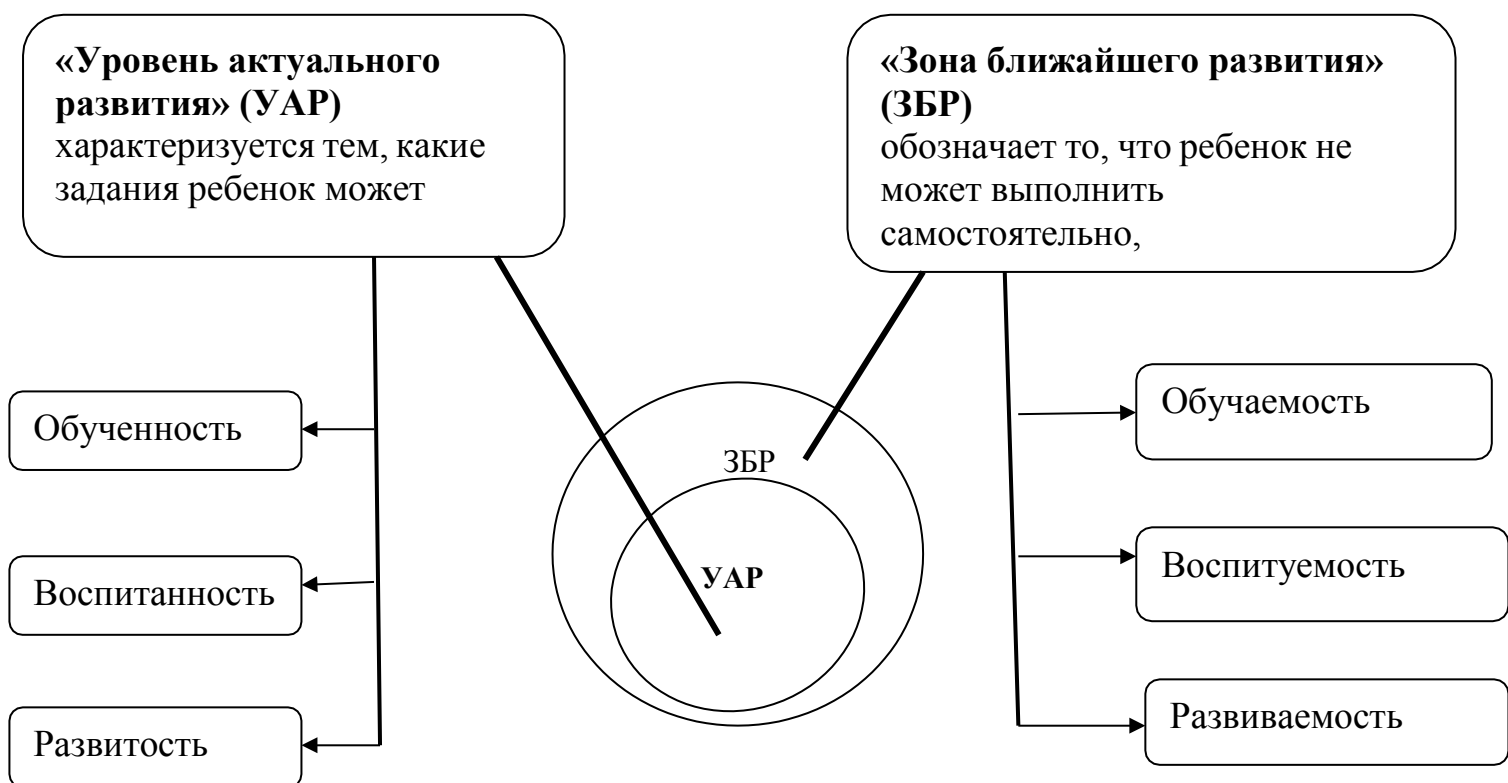 «Уровень актуального
развития» (УАР)
характеризуется тем, какие
задания ребенок может
«Зона ближайшего развития»
(ЗБР)
обозначает то, что ребенок не
может выполнить
самостоятельно,
Обученность
Воспитанность
Развитость
ЗБР
УАР
Обучаемость
Воспитуемость
Развиваемость